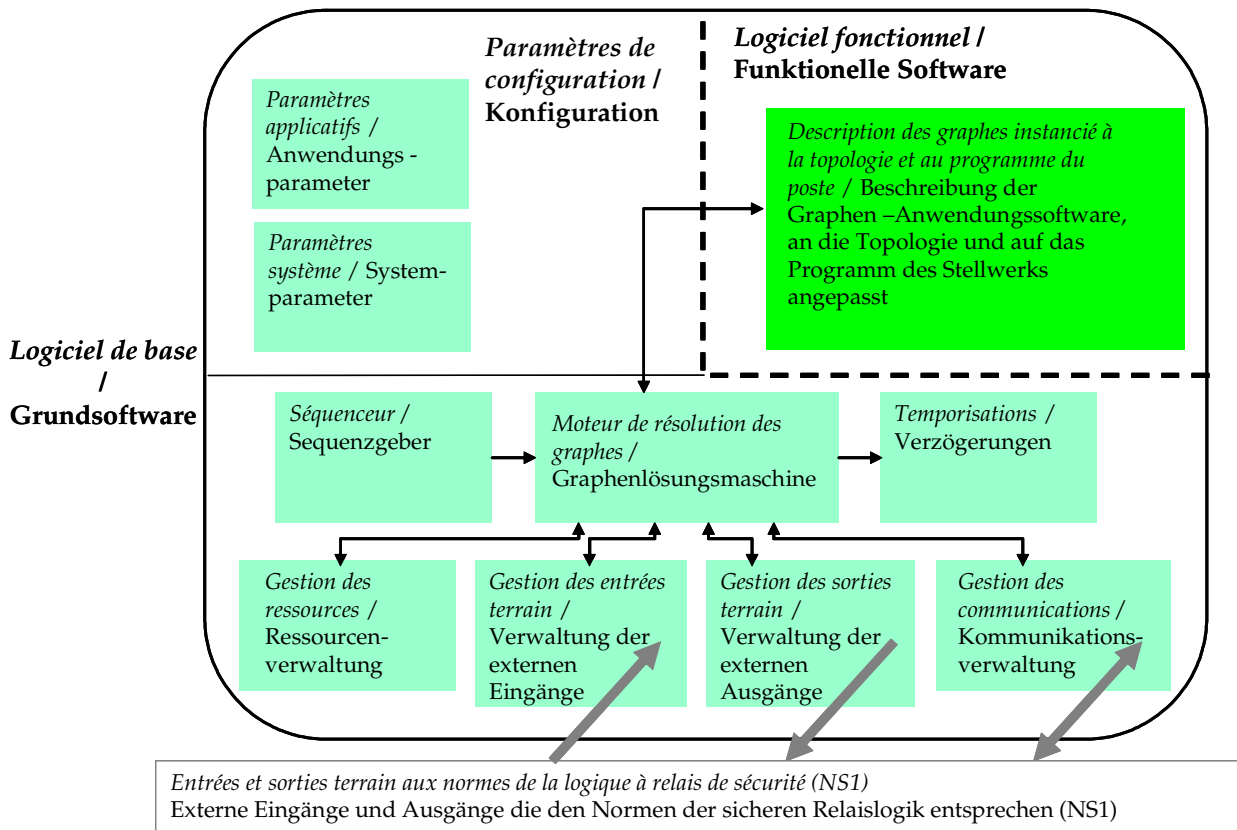 Paramètres de
configuration /
Konfiguration
Logiciel fonctionnel /
Funktionelle Software
Paramètres
applicatifs /
Anwendungs -
parameter
Description des graphes instancié à
la topologie et au programme du
poste / Beschreibung der
Graphen –Anwendungssoftware,
an die Topologie und auf das
Programm des Stellwerks
angepasst
Paramètres
système / System-
parameter
Logiciel de base
/
Grundsoftware
Séquenceur /
Sequenzgeber
Moteur de résolution des
graphes /
Graphenlösungsmaschine
Temporisations /
Verzögerungen
Gestion des
ressources /
Ressourcen-
verwaltung
Gestion des entrées
terrain /
Verwaltung der
externen
Eingänge
Gestion des sorties
terrain /
Verwaltung der
externen
Ausgänge
Gestion des
communications /
Kommunikations-
verwaltung
Entrées et sorties terrain aux normes de la logique à relais de sécurité (NS1)
Externe Eingänge und Ausgänge die den Normen der sicheren Relaislogik entsprechen (NS1)